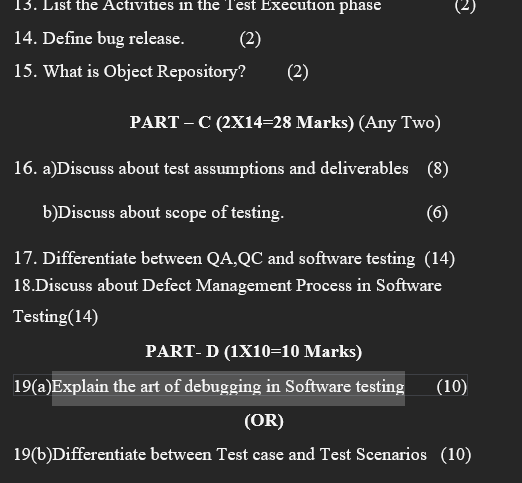 13. List the Activities in the Test Execution phase (2)
14. Define bug release. (2)
15. What is Object Repository? (2)
PART – C (2X14=28 Marks) (Any Two)
16. a)Discuss about test assumptions and deliverables (8)
b)Discuss about scope of testing. (6)
17. Differentiate between QA,QC and software testing (14)
18.Discuss about Defect Management Process in Software
Testing(14)
PART- D (1X10=10 Marks)
19(a)Explain the art of debugging in Software testing (10)
(OR)
19(b)Differentiate between Test case and Test Scenarios (10)